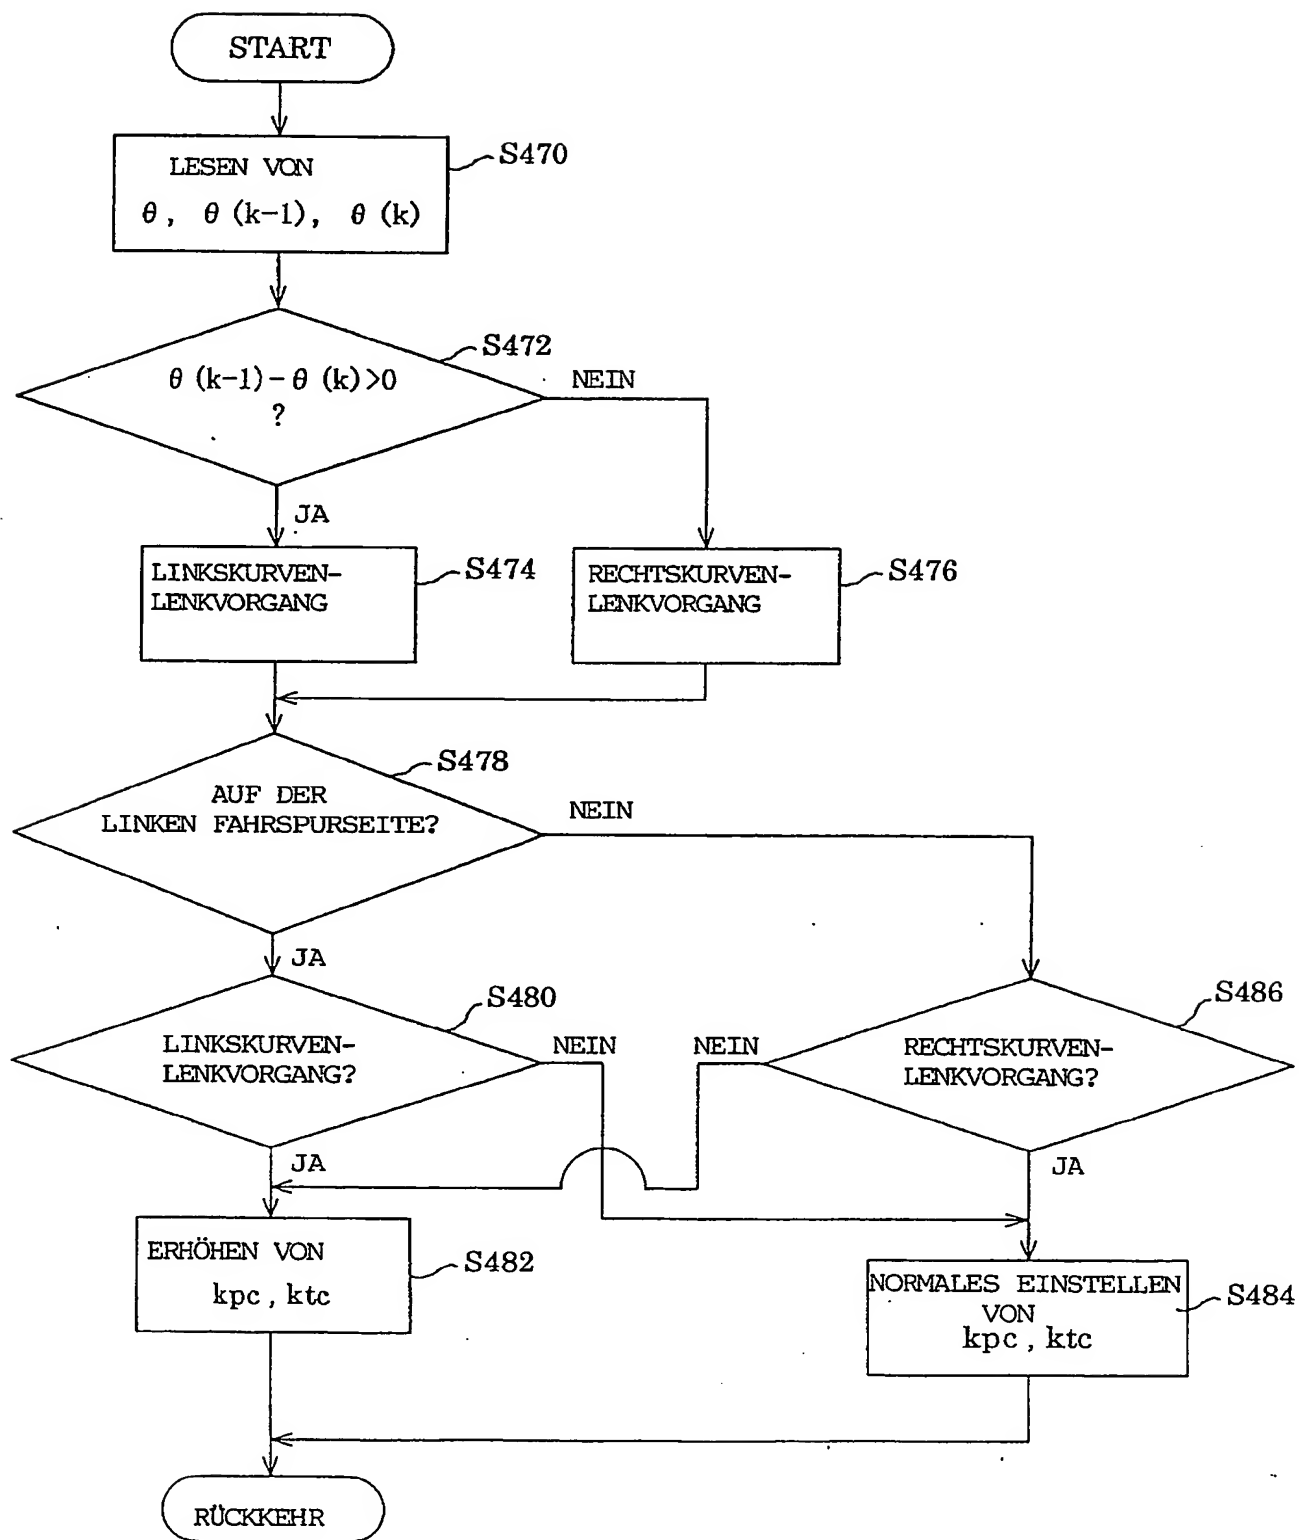 START
S470
LESEN VON
θ, θ (k-1), θ (k)
S472
θ (k-1)-θ (k)>0
?
NEIN
JA
LINKSKURVEN-
LENKVORGANG
S474
RECHTSKURVEN-
LENKVORGANG
S476
S478
AUF DER
LINKEN FAHRSPURSEITE?
NEIN
JA
S480
LINKSKURVEN-
LENKVORGANG?
NEIN
NEIN
S486
RECHTSKURVEN-
LENKVORGANG?
JA
JA
ERHÖHEN VON
kpc, ktc
S482
NORMALES EINSTELLEN
VON
kpc, ktc
S484
RÜCKKEHR